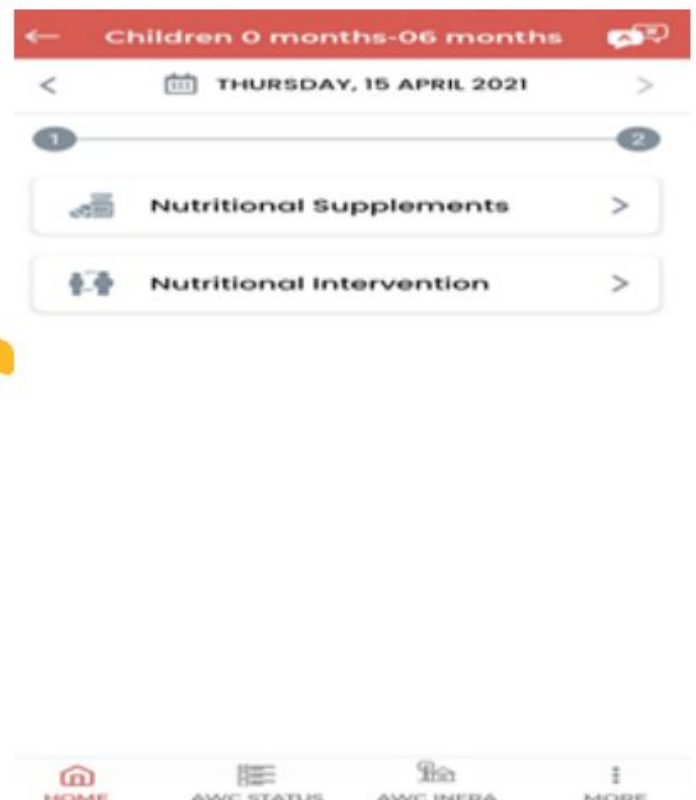 Children 0 months-06 months
THURSDAY, 15 APRIL 2021
1 2
Nutritional Supplements
Nutritional Intervention
HOME AWC STATUS AWC INFRA MORE